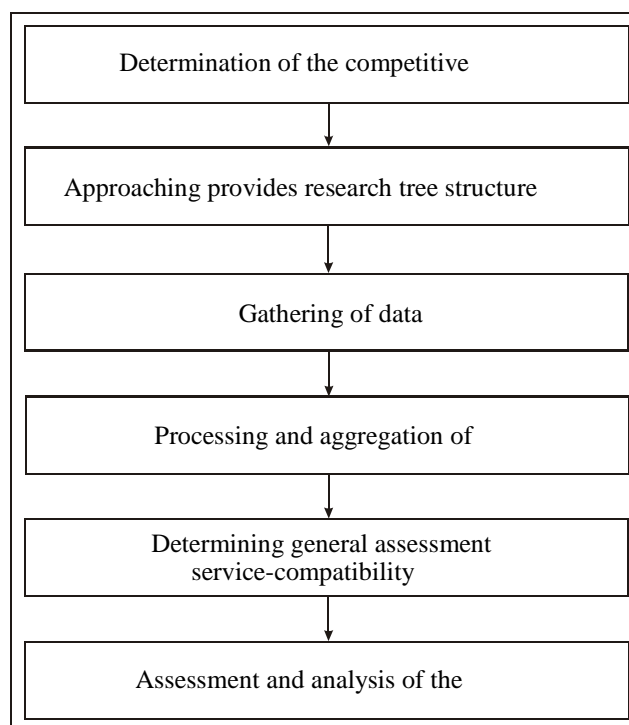 Determination of the competitive
Approaching provides research tree structure
Gathering of data
Processing and aggregation of
Determining general assessment
service-compatibility
Assessment and analysis of the